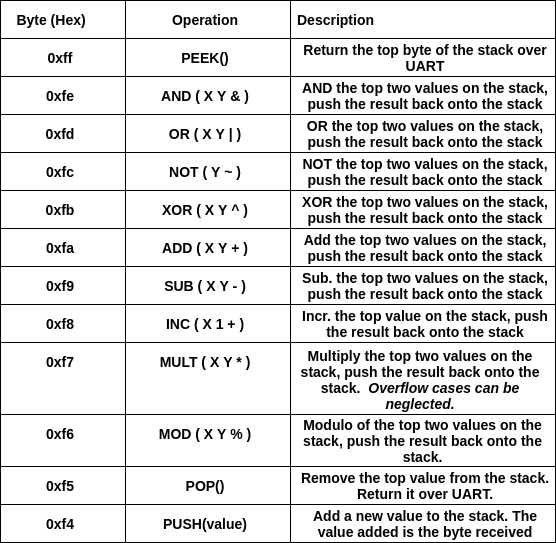 Byte (Hex) Operation Description
0xff PEEK() Return the top byte of the stack over
UART
0xfe AND ( X Y & ) AND the top two values on the stack,
push the result back onto the stack
0xfd OR ( X Y | ) OR the top two values on the stack,
push the result back onto the stack
0xfc NOT ( Y ~ ) NOT the top two values on the stack,
push the result back onto the stack
0xfb XOR ( X Y ^ ) XOR the top two values on the stack,
push the result back onto the stack
0xfa ADD ( X Y + ) Add the top two values on the stack,
push the result back onto the stack
0xf9 SUB ( X Y - ) Sub. the top two values on the stack,
push the result back onto the stack
0xf8 INC ( X 1 + ) Incr. the top value on the stack, push
the result back onto the stack
0xf7 MULT ( X Y * ) Multiply the top two values on the
stack, push the result back onto the
stack. Overflow cases can be
neglected.
0xf6 MOD ( X Y % ) Modulo of the top two values on the
stack, push the result back onto the
stack.
0xf5 POP() Remove the top value from the stack.
Return it over UART.
0xf4 PUSH(value) Add a new value to the stack. The
value added is the byte received